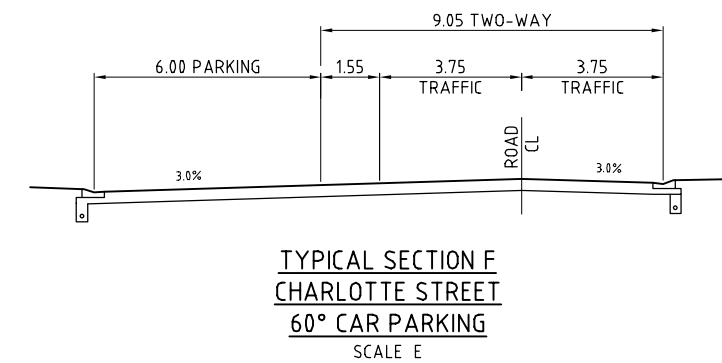 9.05 TWO-WAY
6.00 PARKING
1.55
3.75
TRAFFIC
3.75
TRAFFIC
ROAD
CL
3.0%
3.0%
TYPICAL SECTION F
CHARLOTTE STREET
60° CAR PARKING
SCALE E